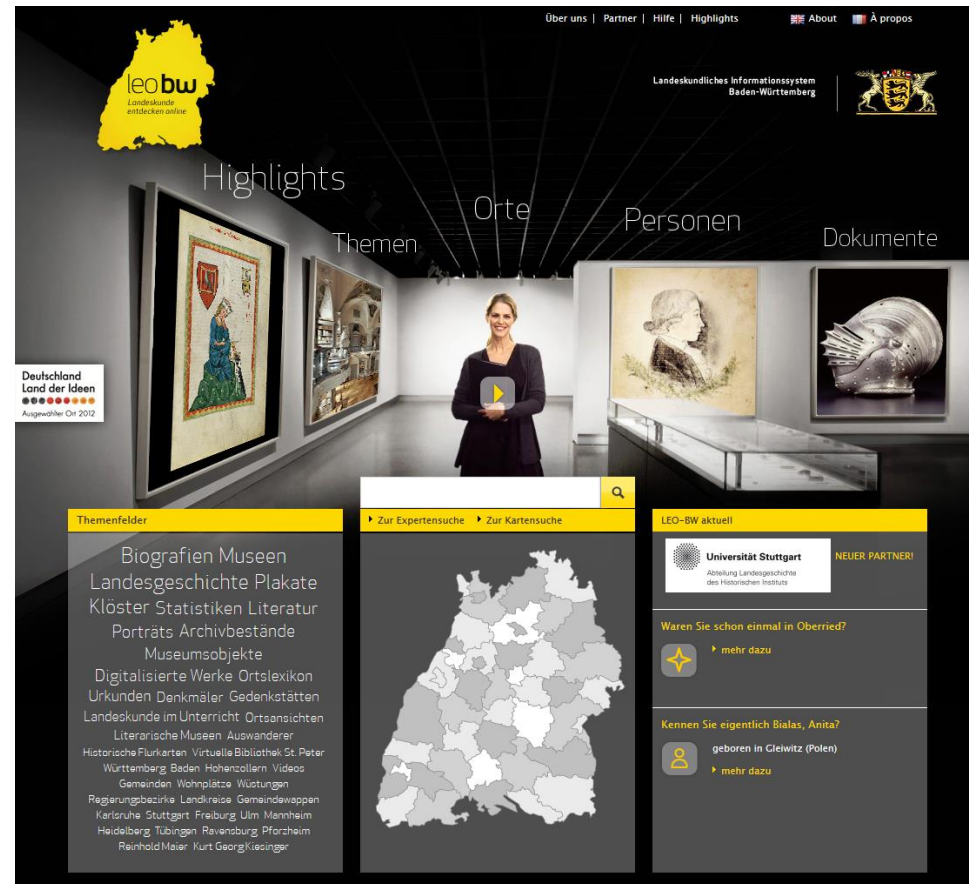 Über uns | Partner | Hilfe | Highlights About À propos
leo bw
Landeskunde
entdecken online
Landeskundliches Informationssystem
Baden-Württemberg
Highlights
Themen
Orte
Personen
Dokumente
Deutschland
Land der Ideen
Ausgewählter Ort 2012
Themenfelder
Biografien Museen
Landesgeschichte Plakate
Klöster Statistiken Literatur
Porträts Archivbestände
Museumsobjekte
Digitalisierte Werke Ortslexikon
Urkunden Denkmäler Gedenkstätten
Landeskunde im Unterricht Ortsansichten
Literarische Museen Auswanderer
Historische Flurkarten Virtuelle Bibliothek St. Peter
Württemberg Baden Hohenzollern Videos
Gemeinden Wohnplätze Wüstungen
Regierungsbezirke Landkreise Gemeindewappen
Karlsruhe Stuttgart Freiburg Ulm Mannheim
Heidelberg Tübingen Ravensburg Pforzheim
Reinhold Maier Kurt Georg Kiesinger
Zur Expertensuche Zur Kartensuche
LEO-BW aktuell
Universität Stuttgart
Abteilung Landesgeschichte
des Historischen Instituts
NEUER PARTNER!
Waren Sie schon einmal in Oberried?
mehr dazu
Kennen Sie eigentlich Bialas, Anita?
geboren in Gleiwitz (Polen)
mehr dazu